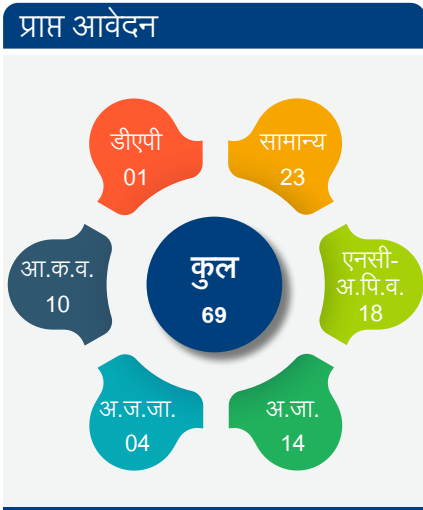 प्राप्त आवेदन
डीएपी
01
सामान्य
23
आ.क.व.
10
कुल
69
एनसी-
अ.पि.व.
18
अ.ज.जा.
04
अ.जा.
14